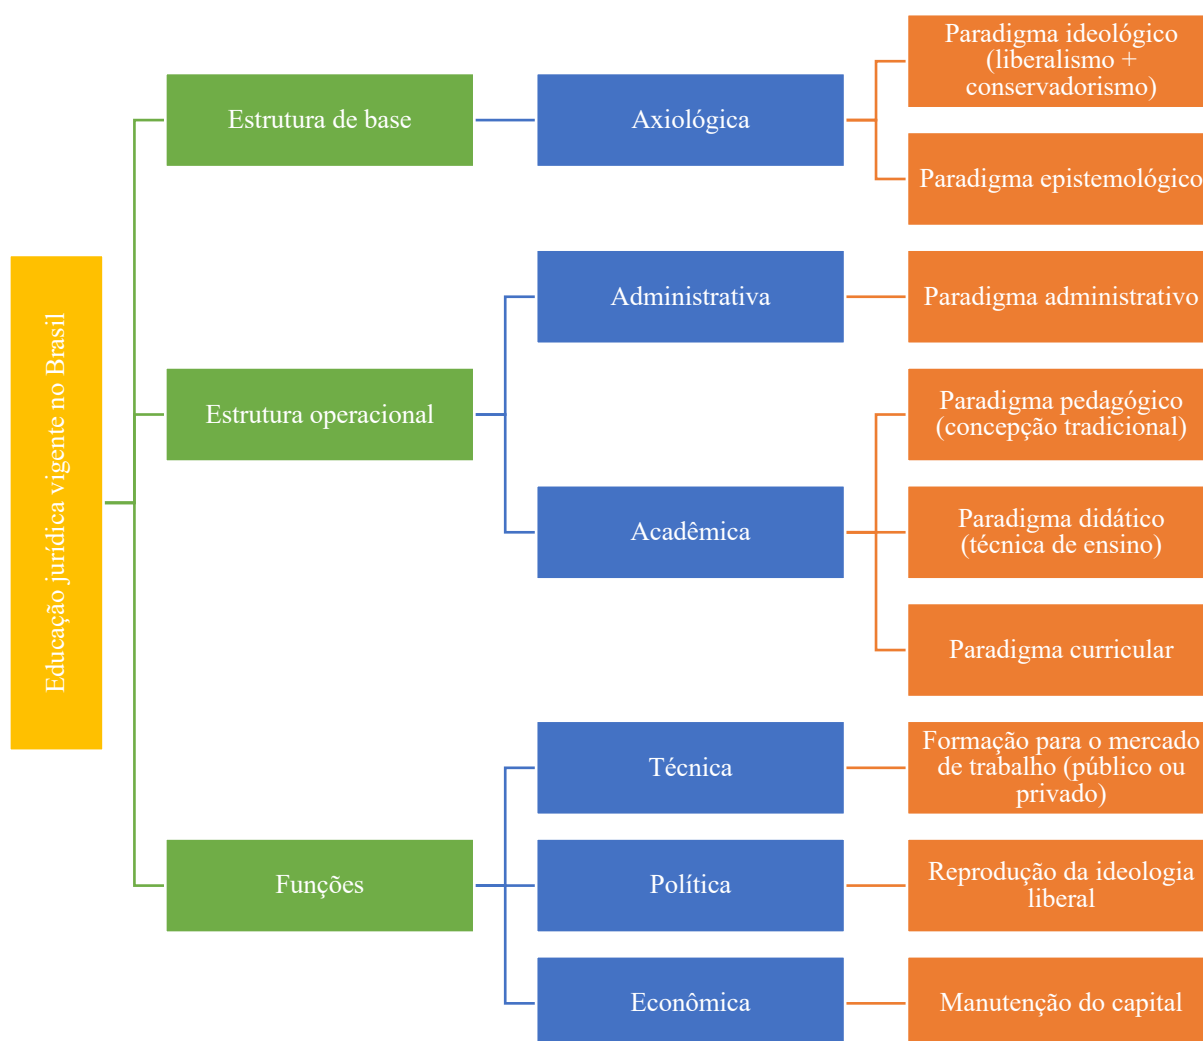 Educação jurídica vigente no Brasil
Estrutura de base
Axiológica
Paradigma ideológico
(liberalismo +
conservadorismo)
Paradigma epistemológico
Estrutura operacional
Administrativa
Paradigma administrativo
Acadêmica
Paradigma pedagógico
(concepção tradicional)
Paradigma didático
(técnica de ensino)
Paradigma curricular
Funções
Técnica
Formação para o mercado
de trabalho (público ou
privado)
Política
Reprodução da ideologia
liberal
Econômica
Manutenção do capital